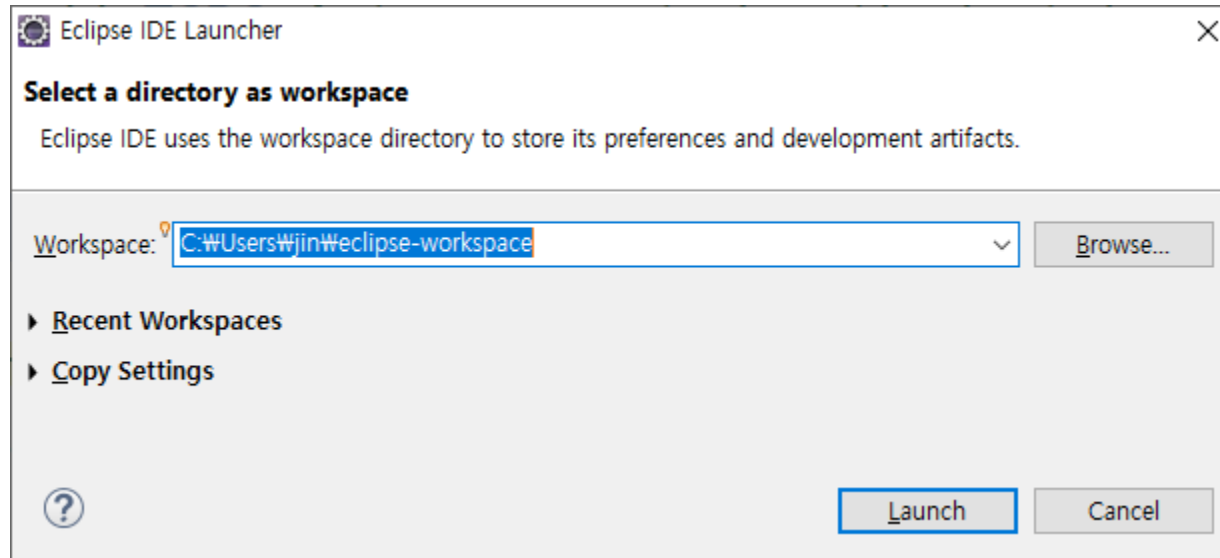 Eclipse IDE Launcher
Select a directory as workspace
Eclipse IDE uses the workspace directory to store its preferences and development artifacts.
Workspace: C:₩Users₩jin₩eclipse-workspace Browse...
Recent Workspaces
Copy Settings
? Launch Cancel